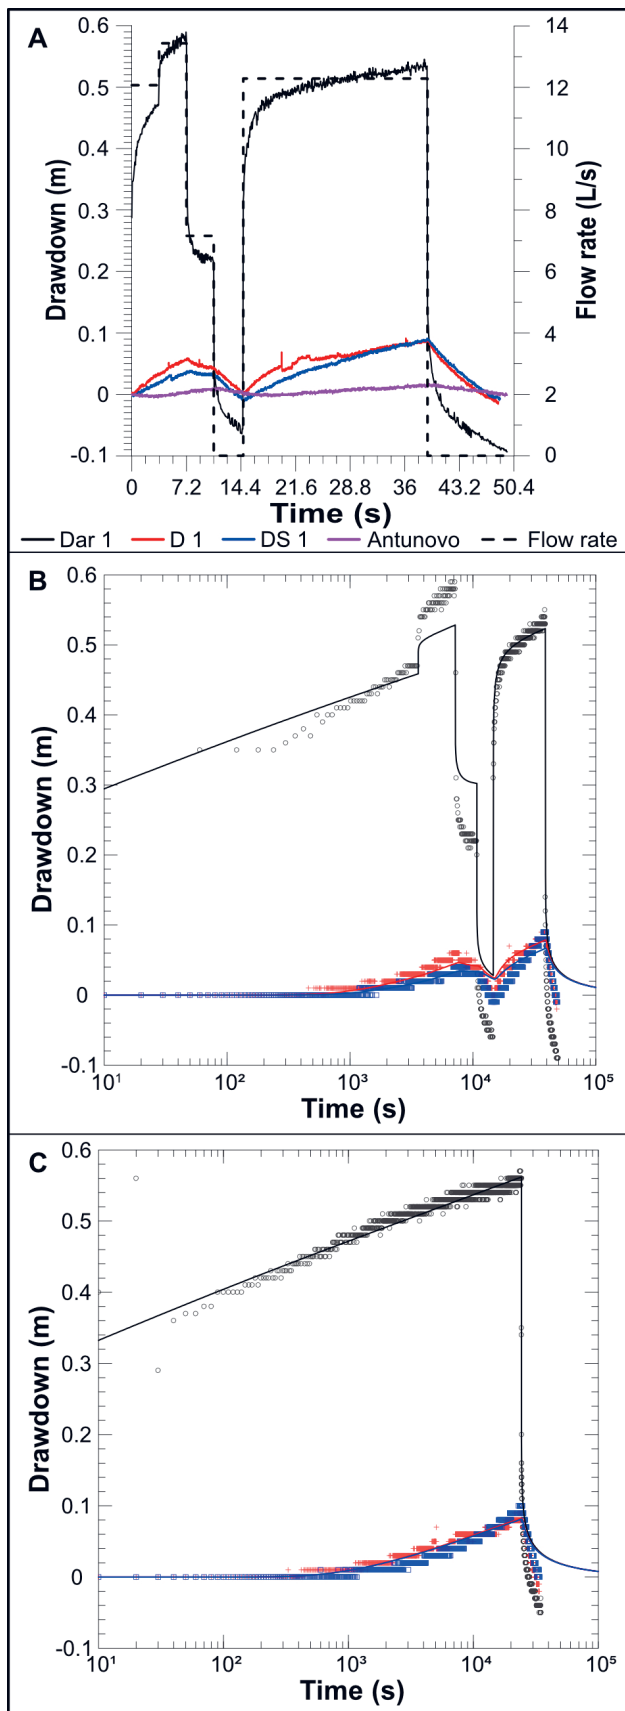 A
Drawdown (m)
0.6
0.5
0.4
0.3
0.2
0.1
0
-0.1
14
12
10
8
6
4
2
0
Flow rate (L/s)
0 7.2 14.4 21.6 28.8 36 43.2 50.4
Time (s)
Dar 1 D 1 DS 1 Antunovo Flow rate
B
Drawdown (m)
0.6
0.5
0.4
0.3
0.2
0.1
0
-0.1
10¹ 10² 10³ 10⁴ 10⁵
Time (s)
C
Drawdown (m)
0.6
0.5
0.4
0.3
0.2
0.1
0
-0.1
10¹ 10² 10³ 10⁴ 10⁵
Time (s)